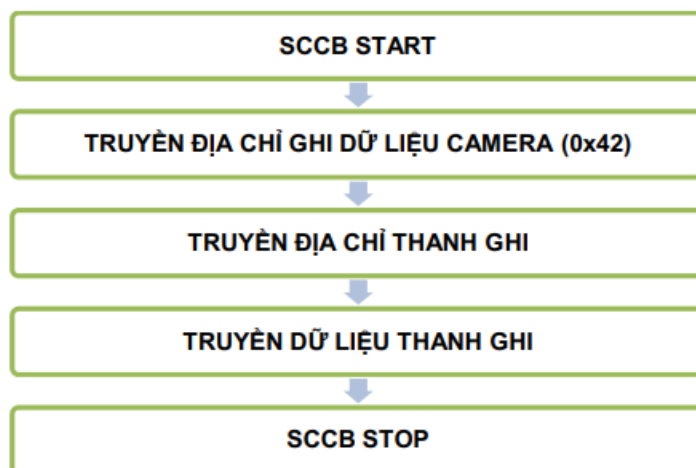 SCCB START
TRUYỀN ĐỊA CHỈ GHI DỮ LIỆU CAMERA (0x42)
TRUYỀN ĐỊA CHỈ THANH GHI
TRUYỀN DỮ LIỆU THANH GHI
SCCB STOP